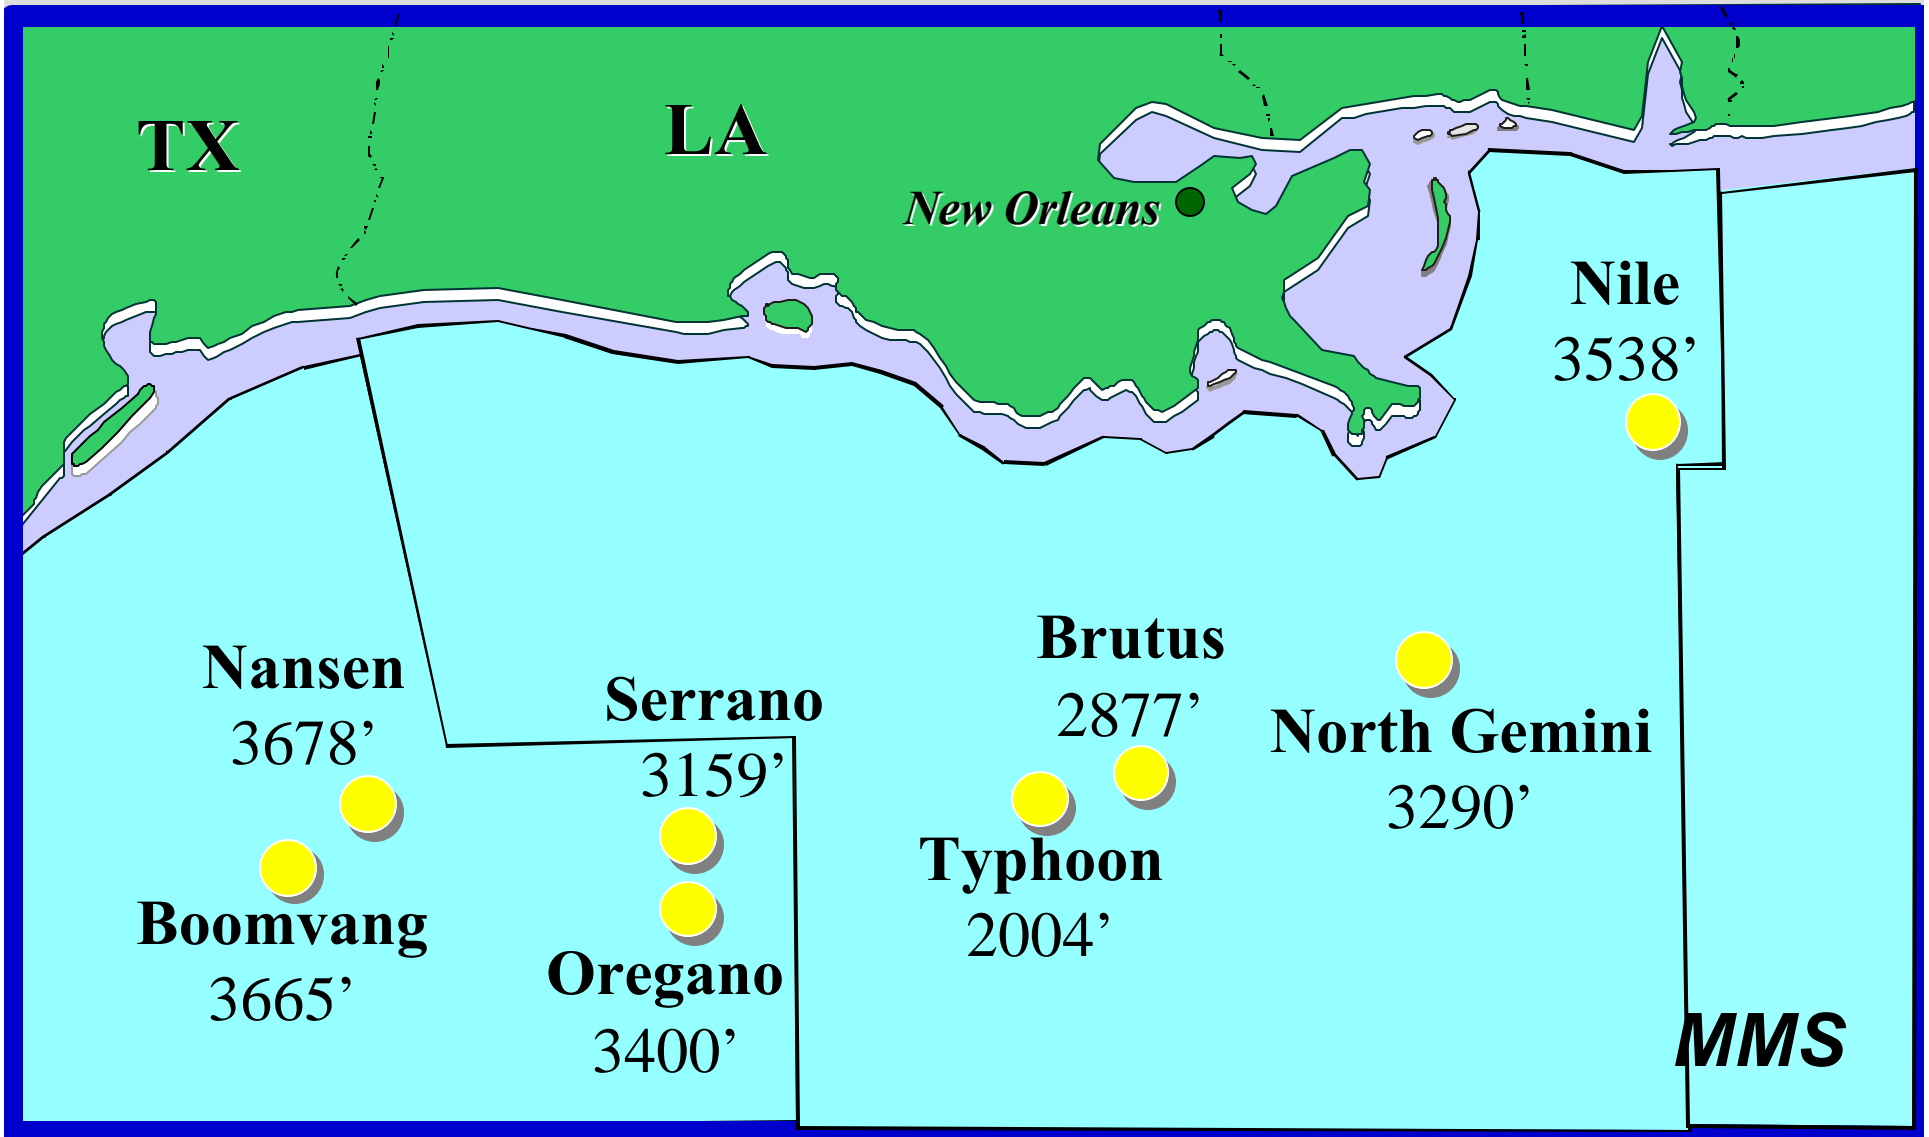 TX
LA
New Orleans
Nile
3538’
Nansen
3678’
Serrano
3159’
Brutus
2877’
North Gemini
3290’
Boomvang
3665’
Oregano
3400’
Typhoon
2004’
MMS